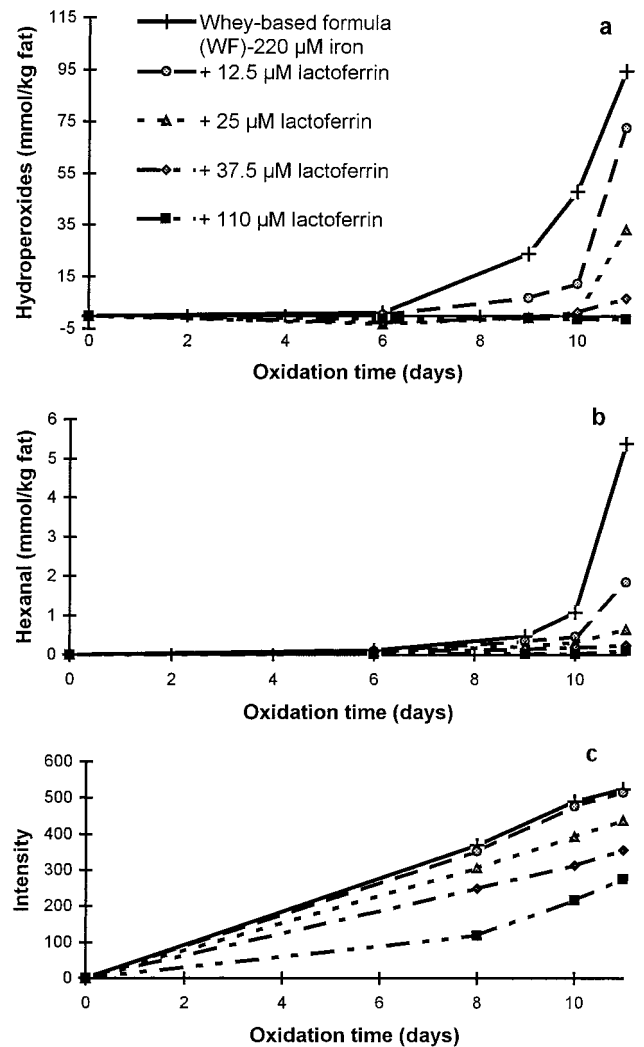 a
Hydroperoxides (mmol/kg fat)
115
95
75
55
35
15
-5
Whey-based formula
(WF)-220 µM iron
+ 12.5 µM lactoferrin
+ 25 µM lactoferrin
+ 37.5 µM lactoferrin
+ 110 µM lactoferrin
0 2 4 6 8 10
Oxidation time (days)
b
Hexanal (mmol/kg fat)
6
5
4
3
2
1
0
0 2 4 6 8 10
Oxidation time (days)
c
Intensity
600
500
400
300
200
100
0
0 2 4 6 8 10
Oxidation time (days)